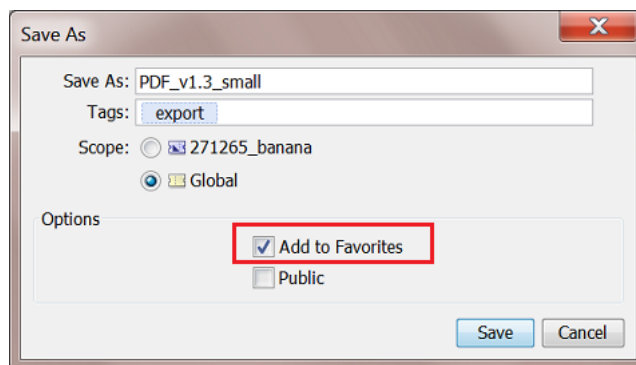 Save As
Save As: PDF_v1.3_small
Tags: export
Scope: 271265_banana
Global
Options
Add to Favorites
Public
Save Cancel